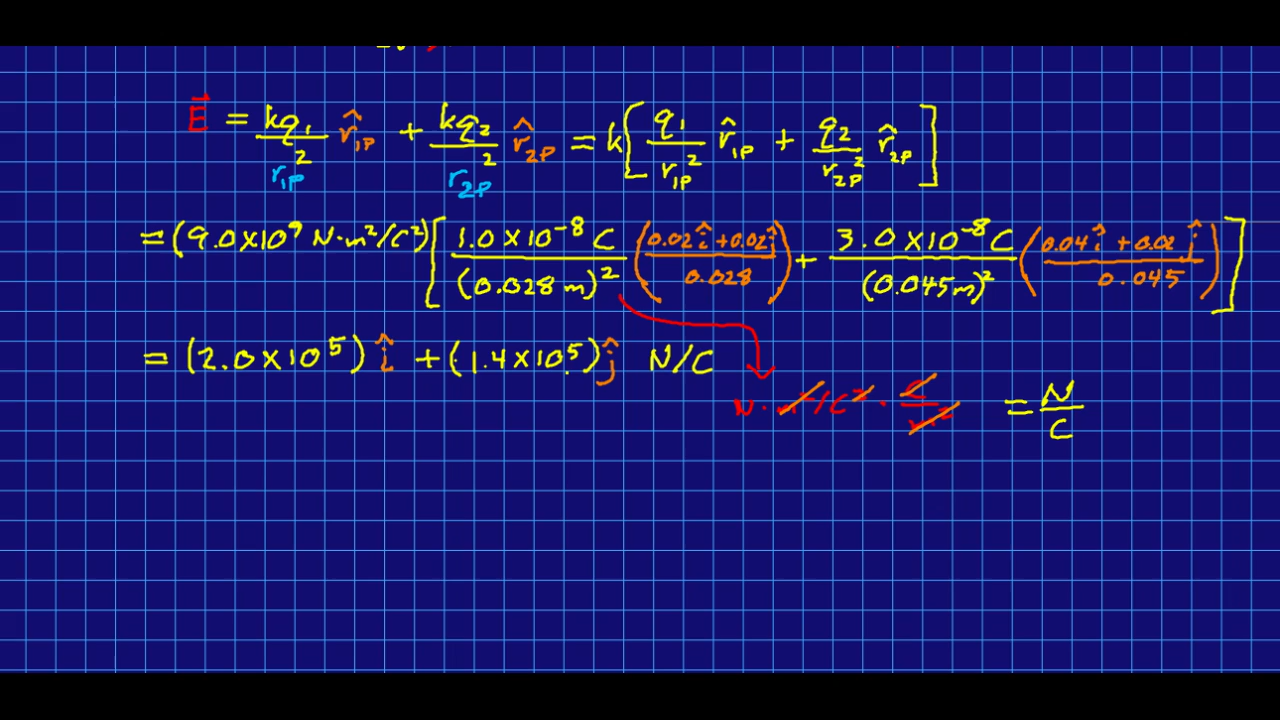 E⃗ = kq₁/r₁ₚ² r̂₁ₚ + kq₂/r₂ₚ² r̂₂ₚ = k[q₁/r₁ₚ² r̂₁ₚ + q₂/r₂ₚ² r̂₂ₚ]
= (9.0×10⁹ N·m²/C²)[1.0×10⁻⁸ C/(0.028m)² (0.02î+0.02ĵ/0.028) + 3.0×10⁻⁸ C/(0.045m)² (0.04î+0.02ĵ/0.045)]
= (2.0×10⁵)î + (1.4×10⁵)ĵ N/C
N·m²/C²·C/m² = N/C